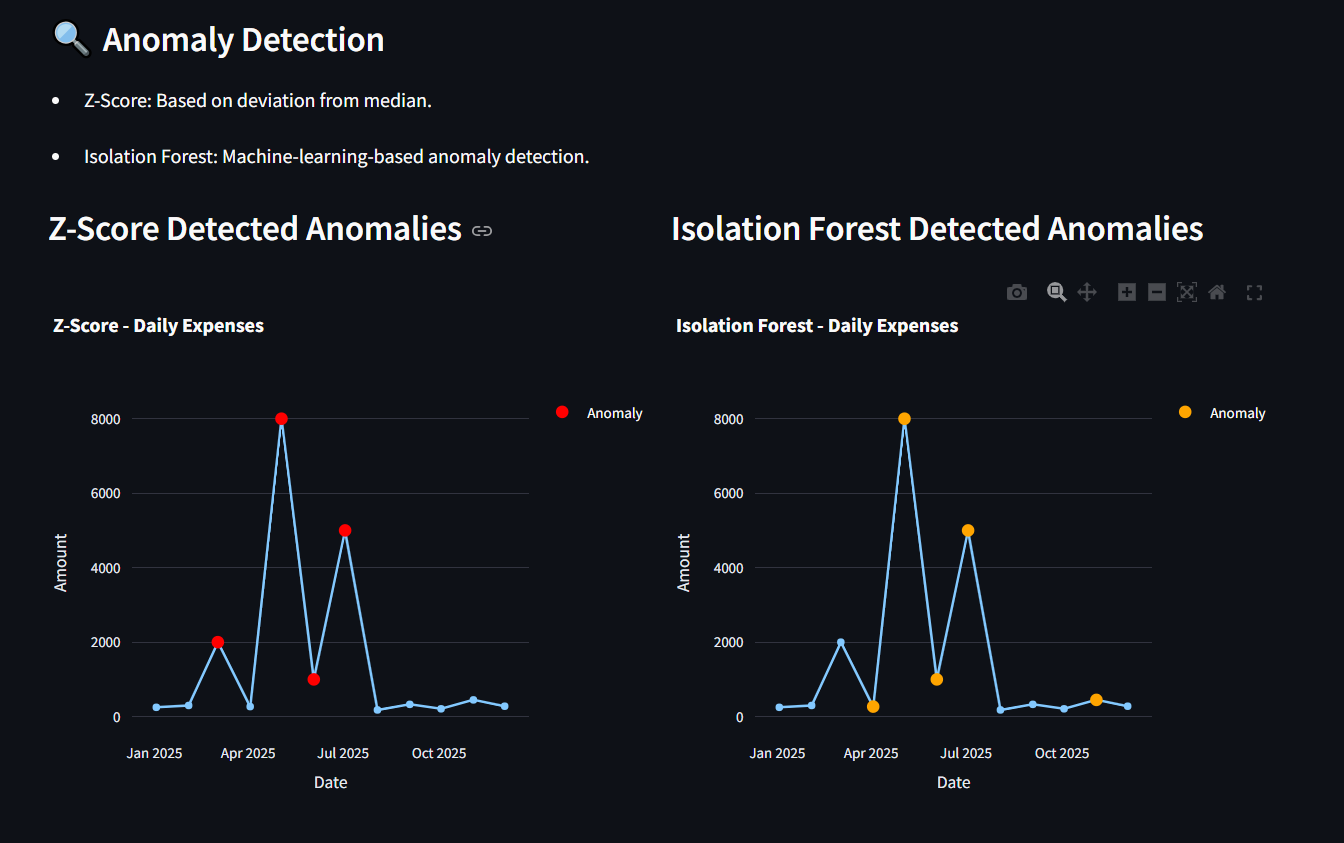 Anomaly Detection
Z-Score: Based on deviation from median.
Isolation Forest: Machine-learning-based anomaly detection.
Z-Score Detected Anomalies
Z-Score - Daily Expenses
8000
6000
4000
2000
0
Amount
Jan 2025 Apr 2025 Jul 2025 Oct 2025
Date
Anomaly
Isolation Forest Detected Anomalies
Isolation Forest - Daily Expenses
8000
6000
4000
2000
0
Amount
Jan 2025 Apr 2025 Jul 2025 Oct 2025
Date
Anomaly